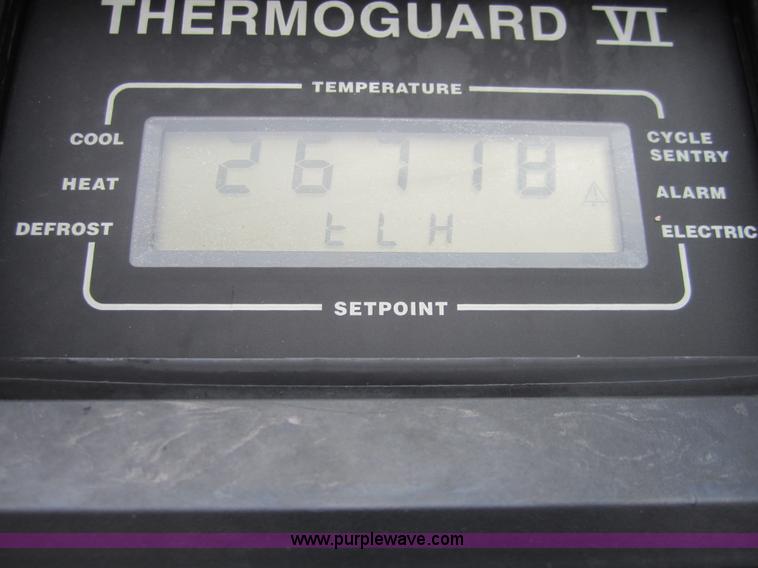 THERMOGUARD VI
TEMPERATURE
COOL
HEAT
DEFROST
26718
tLH
CYCLE
SENTRY
ALARM
ELECTRIC
SETPOINT
www.purplewave.com